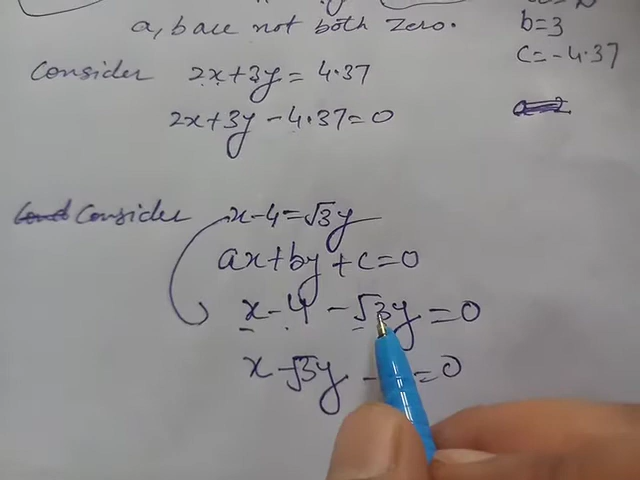 a, b are not both zero.
b=3
c=-4.37
Consider 2x+3y=4.37
2x+3y-4.37=0
Consider x-4=√3y
ax+by+c=0
x-4-√3y=0
x-√3y- =0